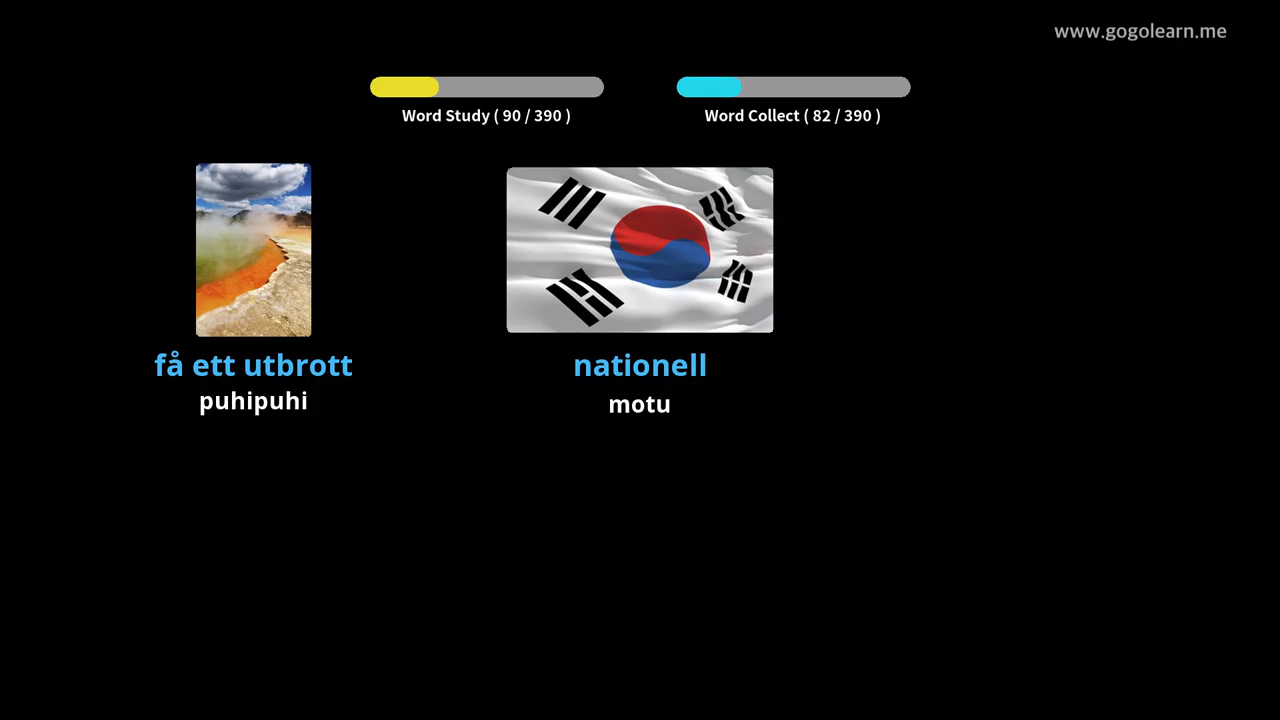 www.gogolearn.me
Word Study ( 90 / 390 )
Word Collect ( 82 / 390 )
få ett utbrott
puhipuhi
nationell
motu